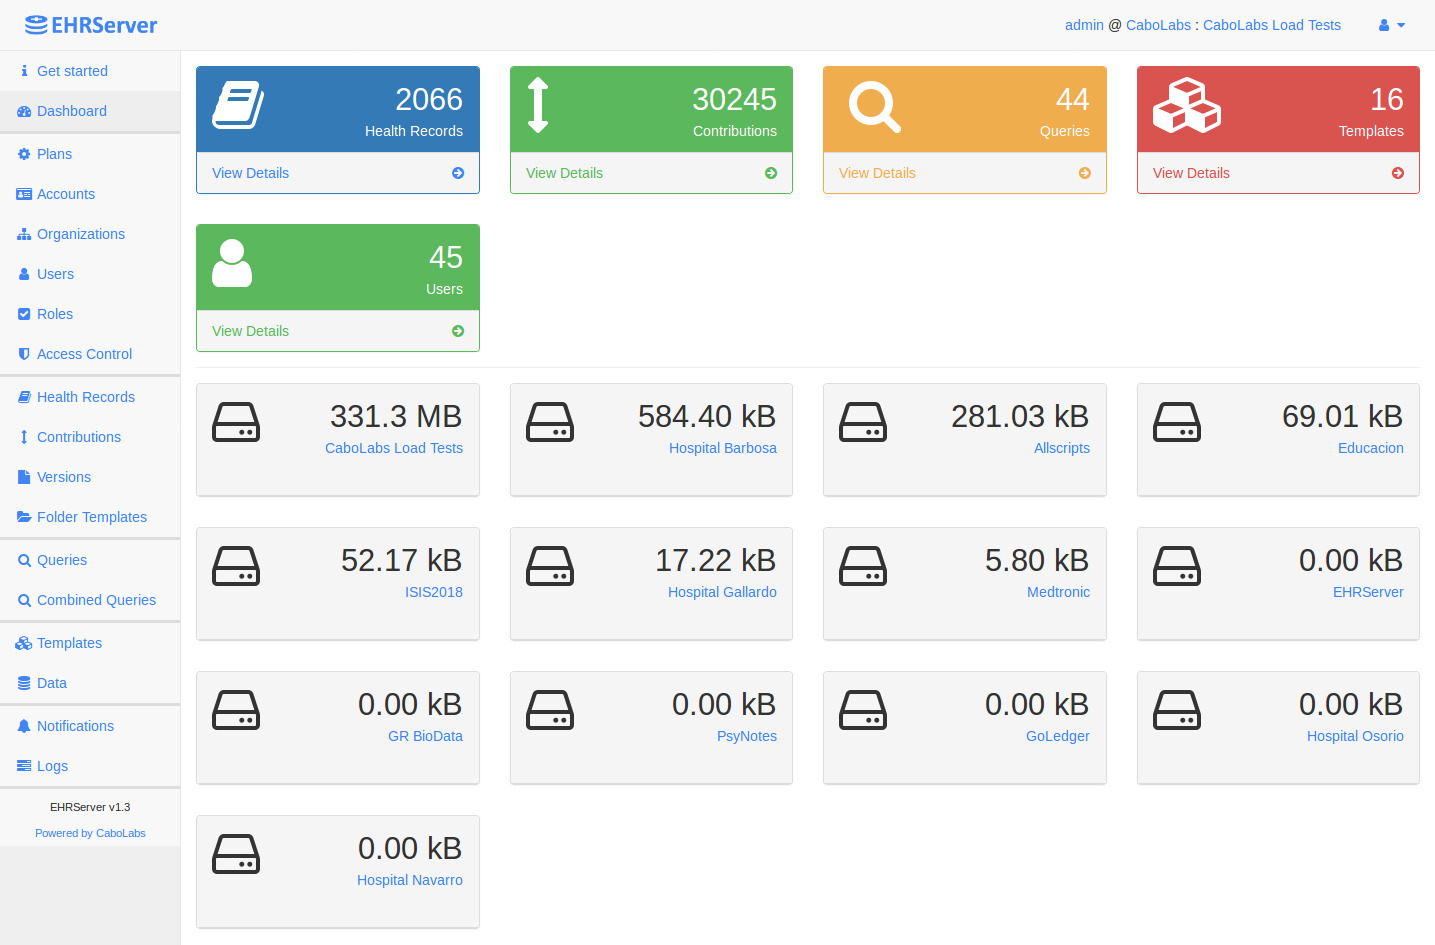 EHRServer
admin @ CaboLabs : CaboLabs Load Tests
Get started
Dashboard
Plans
Accounts
Organizations
Users
Roles
Access Control
Health Records
Contributions
Versions
Folder Templates
Queries
Combined Queries
Templates
Data
Notifications
Logs
EHRServer v1.3
Powered by CaboLabs
2066
Health Records
View Details
30245
Contributions
View Details
44
Queries
View Details
16
Templates
View Details
45
Users
View Details
331.3 MB
CaboLabs Load Tests
584.40 kB
Hospital Barbosa
281.03 kB
Allscripts
69.01 kB
Educacion
52.17 kB
ISIS2018
17.22 kB
Hospital Gallardo
5.80 kB
Medtronic
0.00 kB
EHRServer
0.00 kB
GR BioData
0.00 kB
PsyNotes
0.00 kB
GoLedger
0.00 kB
Hospital Osorio
0.00 kB
Hospital Navarro